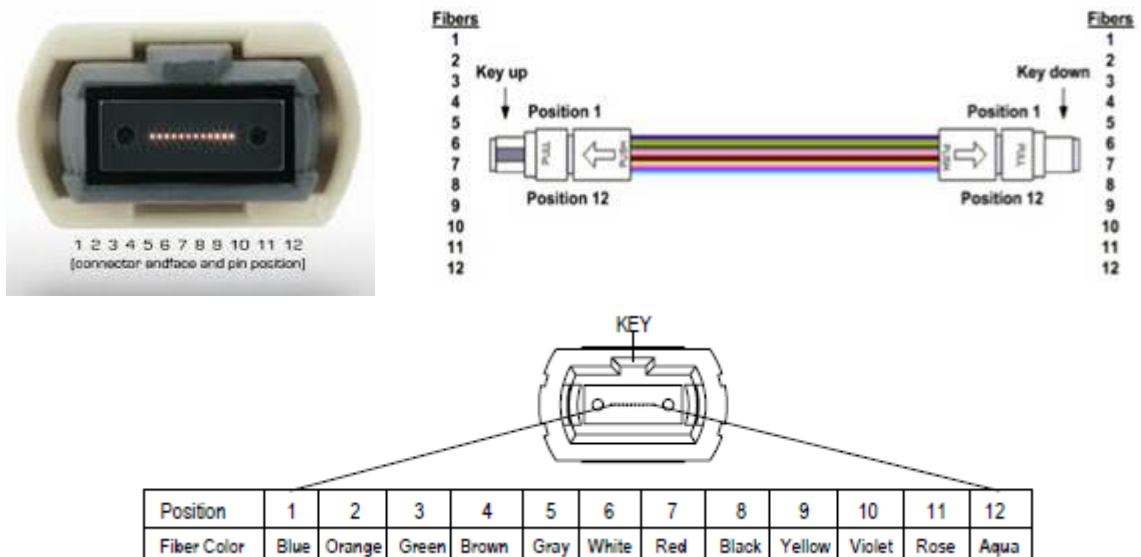 1 2 3 4 5 6 7 8 9 10 11 12
(connector endface and pin position)
Fibers
1
2
3
4
5
6
7
8
9
10
11
12
Key up
Position 1
PULL
PUSH
Position 12
Key down
Position 1
PUSH
PULL
Position 12
Fibers
1
2
3
4
5
6
7
8
9
10
11
12
KEY
Position 1 2 3 4 5 6 7 8 9 10 11 12
Fiber Color Blue Orange Green Brown Gray White Red Black Yellow Violet Rose Aqua